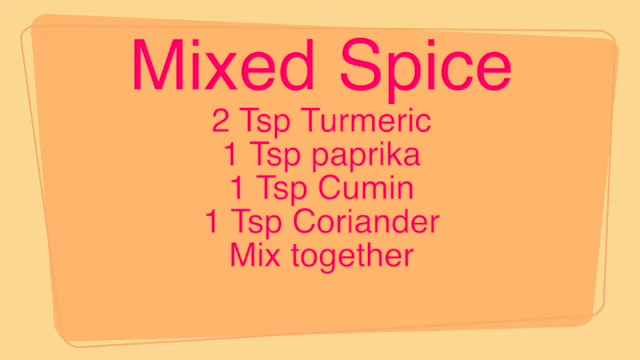 Mixed Spice
2 Tsp Turmeric
1 Tsp paprika
1 Tsp Cumin
1 Tsp Coriander
Mix together